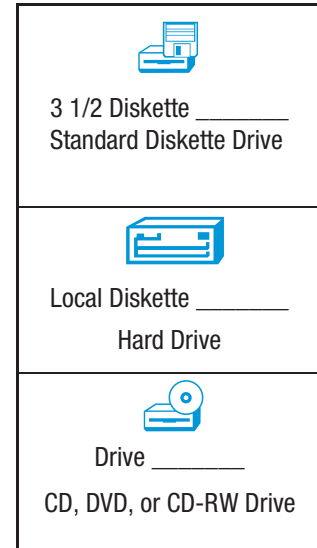 3 1/2 Diskette _______
Standard Diskette Drive
Local Diskette _______
Hard Drive
Drive _______
CD, DVD, or CD-RW Drive